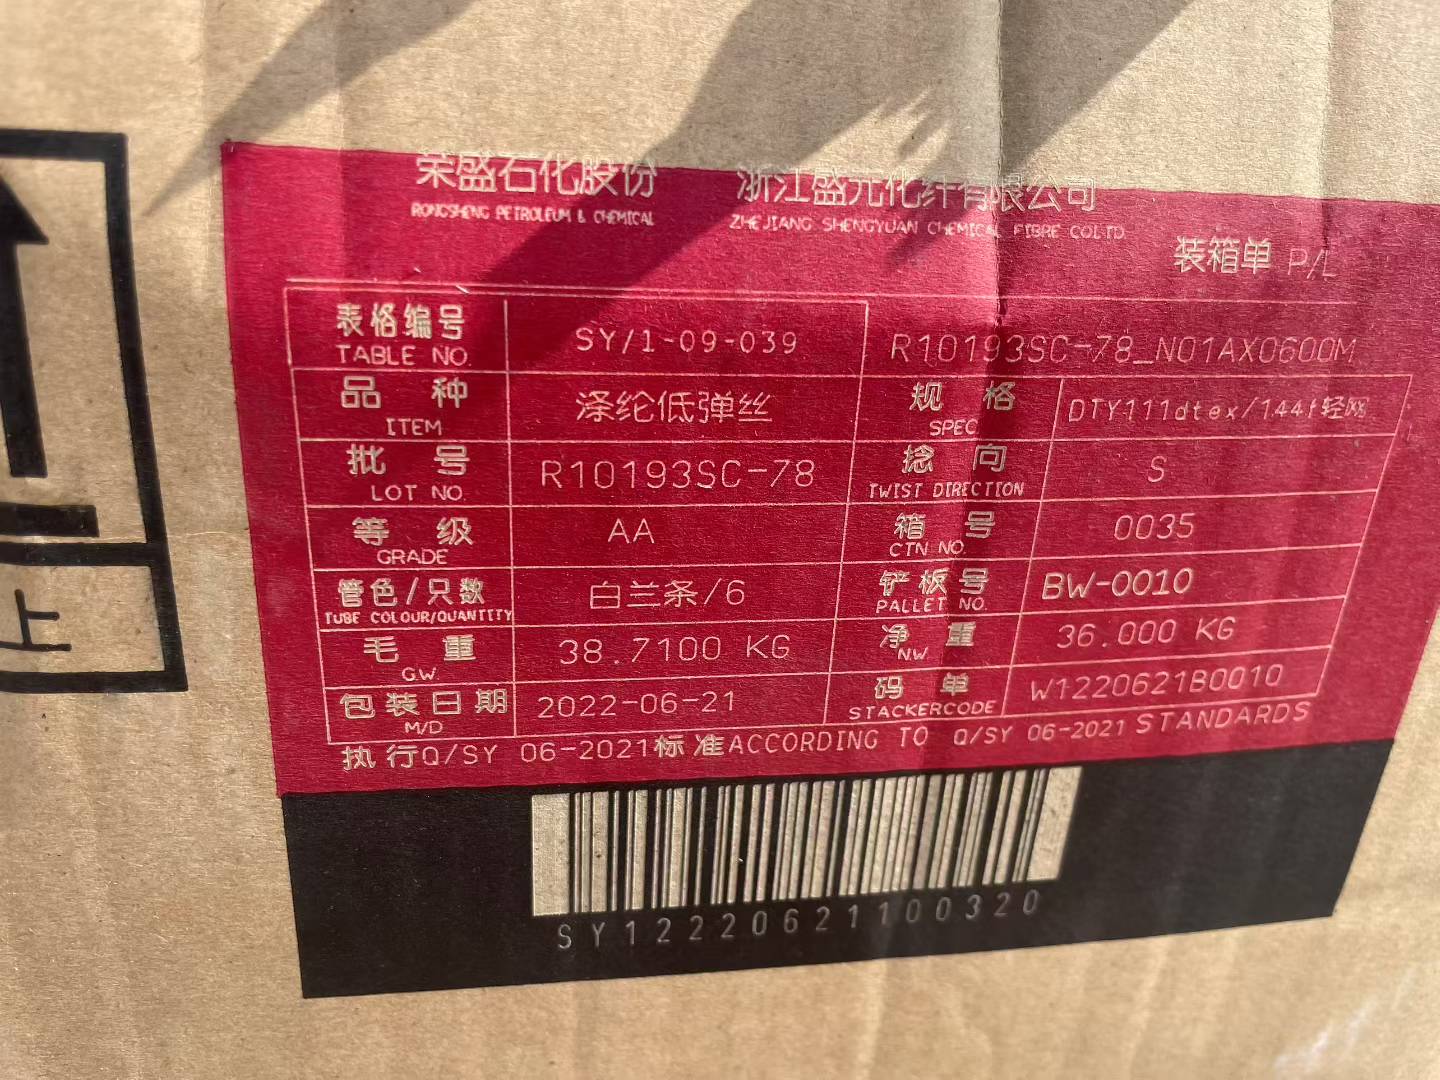 荣盛石化股份 浙江盛元化纤有限公司
RONGSHENG PETROLEUM & CHEMICAL ZHEJIANG SHENGYUAN CHEMICAL FIBRE CO.LTD
装箱单 P/L
表格编号 SY/1-09-039 R10193SC-78_N01AX0600M
TABLE NO.
品种 涤纶低弹丝 规格 DTY111dtex/144f轻网
ITEM SPEC.
批号 R10193SC-78 捻向 S
LOT NO. TWIST DIRECTION
等级 AA 箱号 0035
GRADE CTN NO.
管色/只数 白兰条/6 铲板号 BW-0010
TUBE COLOUR/QUANTITY PALLET NO.
毛重 38.7100 KG 净重 36.000 KG
G.W. NW.
包装日期 2022-06-21 码单 W1220621B0010
M/D STACKERCODE
执行Q/SY 06-2021标准ACCORDING TO Q/SY 06-2021 STANDARDS
SY12220621100320
上